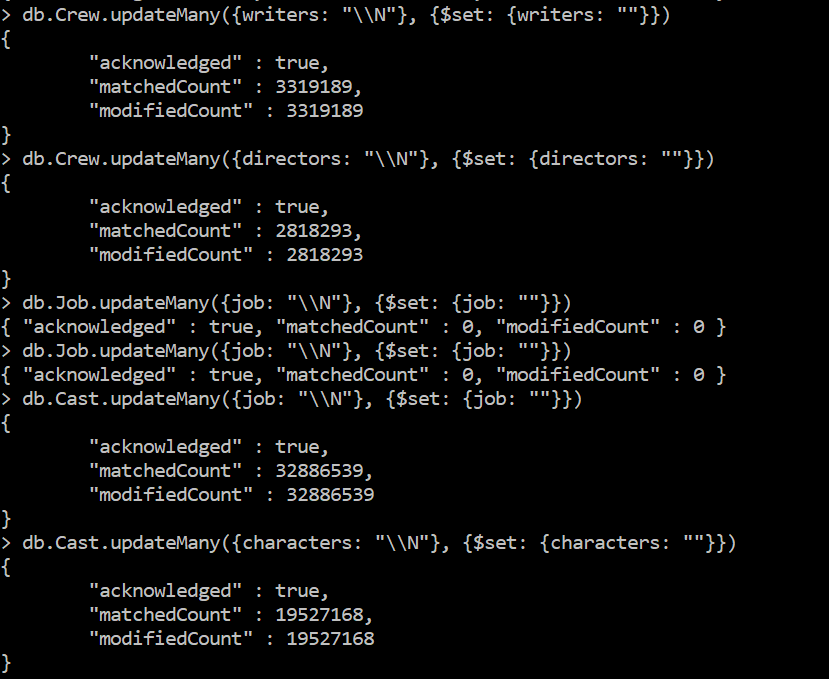 > db.Crew.updateMany({writers: "\\N"}, {$set: {writers: ""}})
{
        "acknowledged" : true,
        "matchedCount" : 3319189,
        "modifiedCount" : 3319189
}
> db.Crew.updateMany({directors: "\\N"}, {$set: {directors: ""}})
{
        "acknowledged" : true,
        "matchedCount" : 2818293,
        "modifiedCount" : 2818293
}
> db.Job.updateMany({job: "\\N"}, {$set: {job: ""}})
{ "acknowledged" : true, "matchedCount" : 0, "modifiedCount" : 0 }
> db.Job.updateMany({job: "\\N"}, {$set: {job: ""}})
{ "acknowledged" : true, "matchedCount" : 0, "modifiedCount" : 0 }
> db.Cast.updateMany({job: "\\N"}, {$set: {job: ""}})
{
        "acknowledged" : true,
        "matchedCount" : 32886539,
        "modifiedCount" : 32886539
}
> db.Cast.updateMany({characters: "\\N"}, {$set: {characters: ""}})
{
        "acknowledged" : true,
        "matchedCount" : 19527168,
        "modifiedCount" : 19527168
}